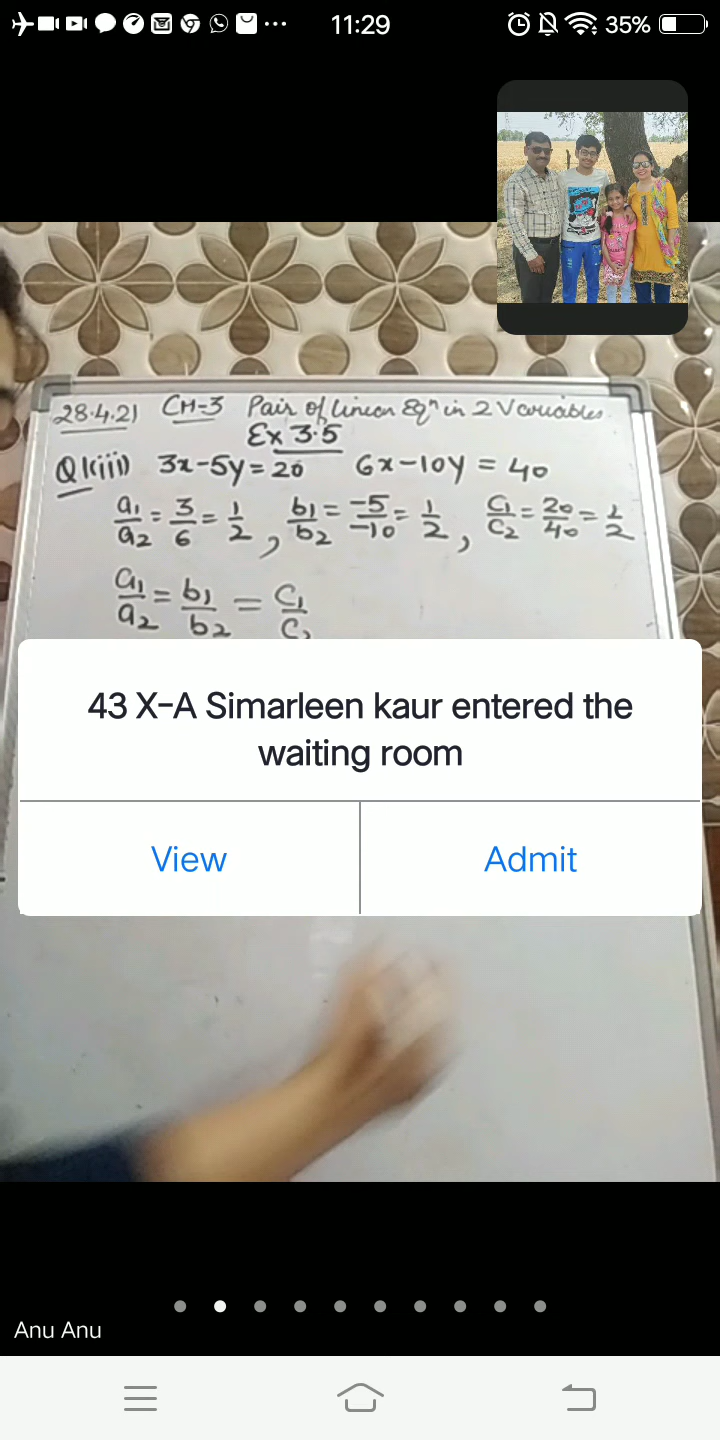 11:29
35%
28.4.21 CH-3 Pair of linear Eqⁿ in 2 Variables.
Ex 3.5
Q1(iii) 3x-5y=20 6x-10y=40
a₁/a₂ = 3/6 = 1/2, b₁/b₂ = -5/-10 = 1/2, c₁/c₂ = 20/40 = 1/2
a₁/a₂ = b₁/b₂ = c₁/c₂
43 X-A Simarleen kaur entered the
waiting room
View Admit
Anu Anu